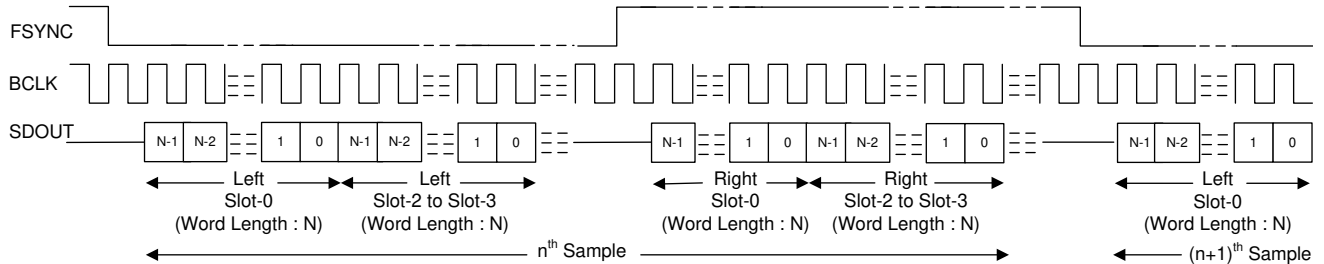 FSYNC
BCLK
SDOUT
N-1 N-2 1 0 N-1 N-2 1 0 N-1 1 0 N-1 N-2 1 0 N-1 N-2 1 0
Left Left Right Right Left
Slot-0 Slot-2 to Slot-3 Slot-0 Slot-2 to Slot-3 Slot-0
(Word Length : N) (Word Length : N) (Word Length : N) (Word Length : N) (Word Length : N)
nth Sample (n+1)th Sample